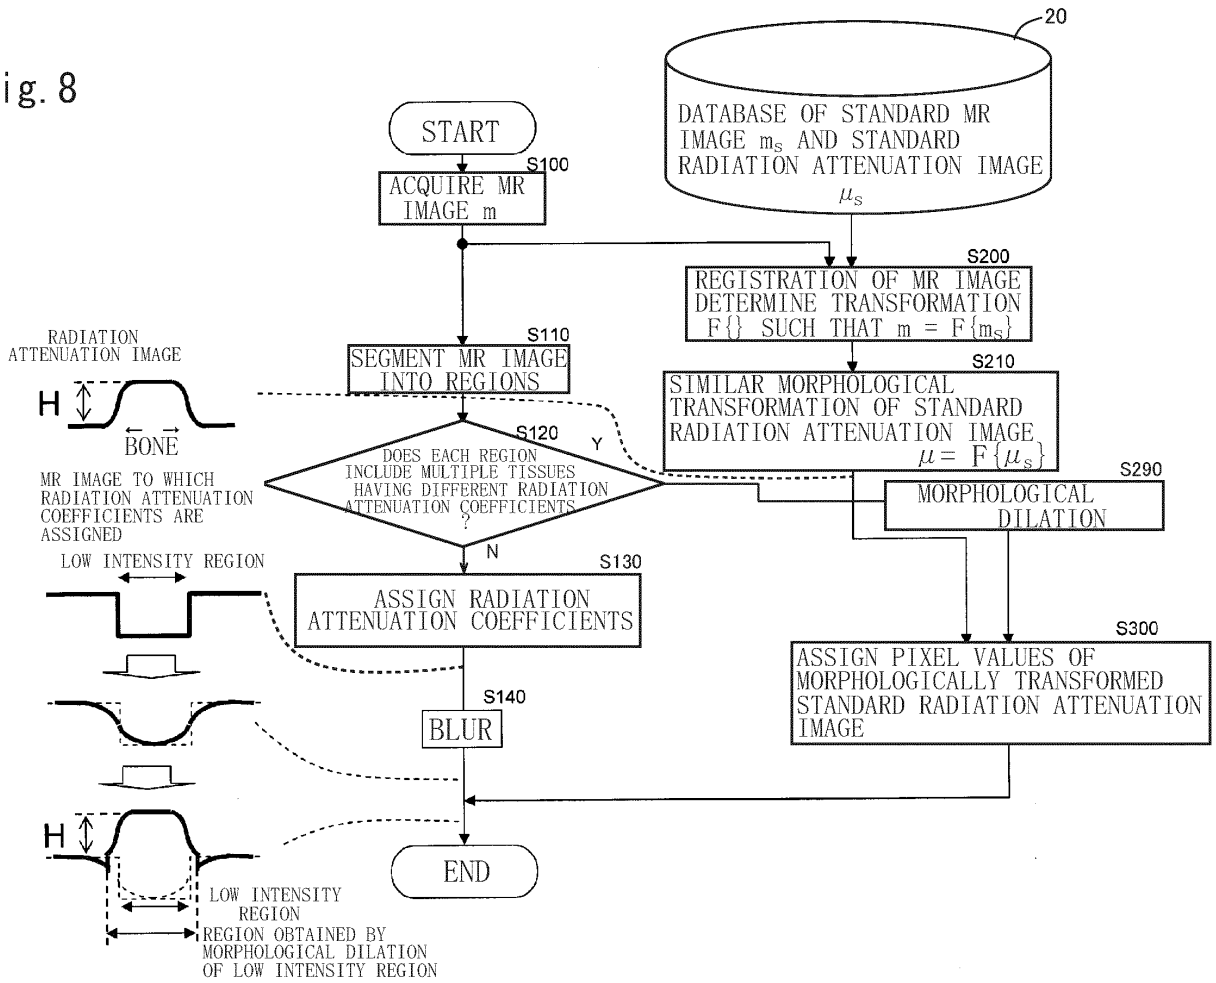 ig. 8
20
DATABASE OF STANDARD MR
IMAGE mS AND STANDARD
RADIATION ATTENUATION IMAGE
μS
START
S100
ACQUIRE MR
IMAGE m
S200
REGISTRATION OF MR IMAGE
DETERMINE TRANSFORMATION
F{} SUCH THAT m = F{mS}
S110
SEGMENT MR IMAGE
INTO REGIONS
S210
SIMILAR MORPHOLOGICAL
TRANSFORMATION OF STANDARD
RADIATION ATTENUATION IMAGE
μ = F{μS}
RADIATION
ATTENUATION IMAGE
H
BONE
S120
Y
DOES EACH REGION
INCLUDE MULTIPLE TISSUES
HAVING DIFFERENT RADIATION
ATTENUATION COEFFICIENTS
?
N
S290
MORPHOLOGICAL
DILATION
MR IMAGE TO WHICH
RADIATION ATTENUATION
COEFFICIENTS ARE
ASSIGNED
LOW INTENSITY REGION
S130
ASSIGN RADIATION
ATTENUATION COEFFICIENTS
S300
ASSIGN PIXEL VALUES OF
MORPHOLOGICALLY TRANSFORMED
STANDARD RADIATION ATTENUATION
IMAGE
S140
BLUR
H
END
LOW INTENSITY
REGION
REGION OBTAINED BY
MORPHOLOGICAL DILATION
OF LOW INTENSITY REGION